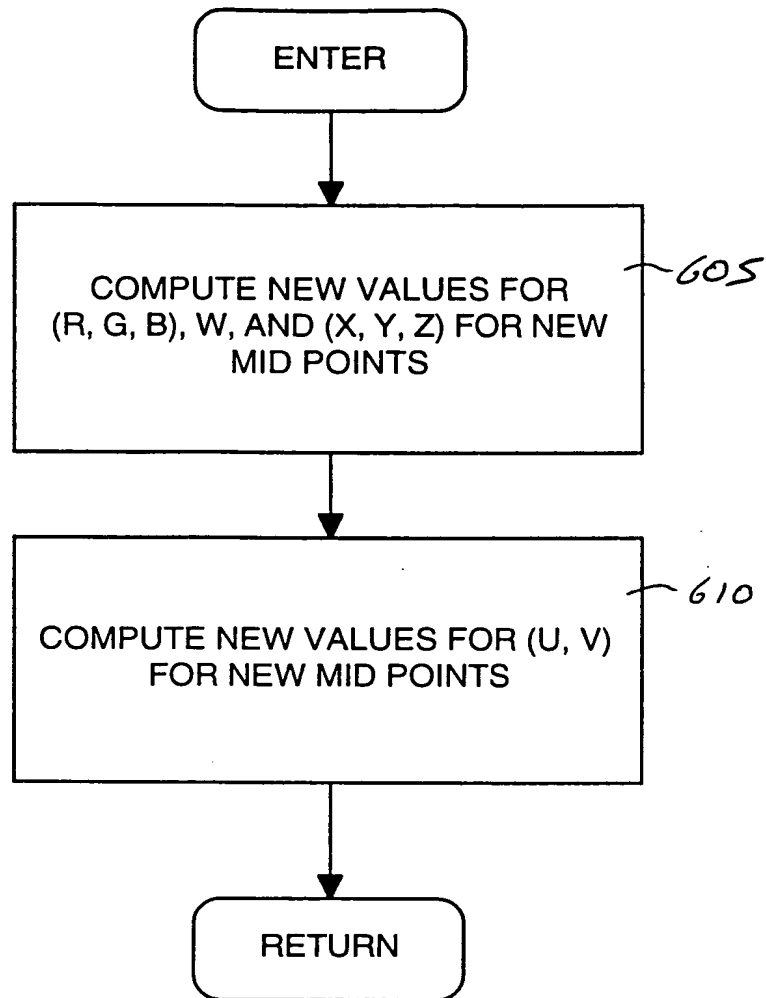 ENTER
COMPUTE NEW VALUES FOR
(R, G, B), W, AND (X, Y, Z) FOR NEW
MID POINTS
605
COMPUTE NEW VALUES FOR (U, V)
FOR NEW MID POINTS
610
RETURN